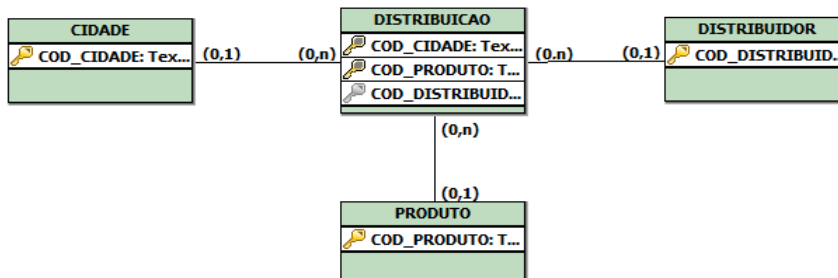 CIDADE
COD_CIDADE: Tex...
(0,1)
(0,n)
DISTRIBUICAO
COD_CIDADE: Tex...
COD_PRODUTO: T...
COD_DISTRIBUID...
(0.n)
(0,1)
DISTRIBUIDOR
COD_DISTRIBUID...
(0,n)
(0,1)
PRODUTO
COD_PRODUTO: T...